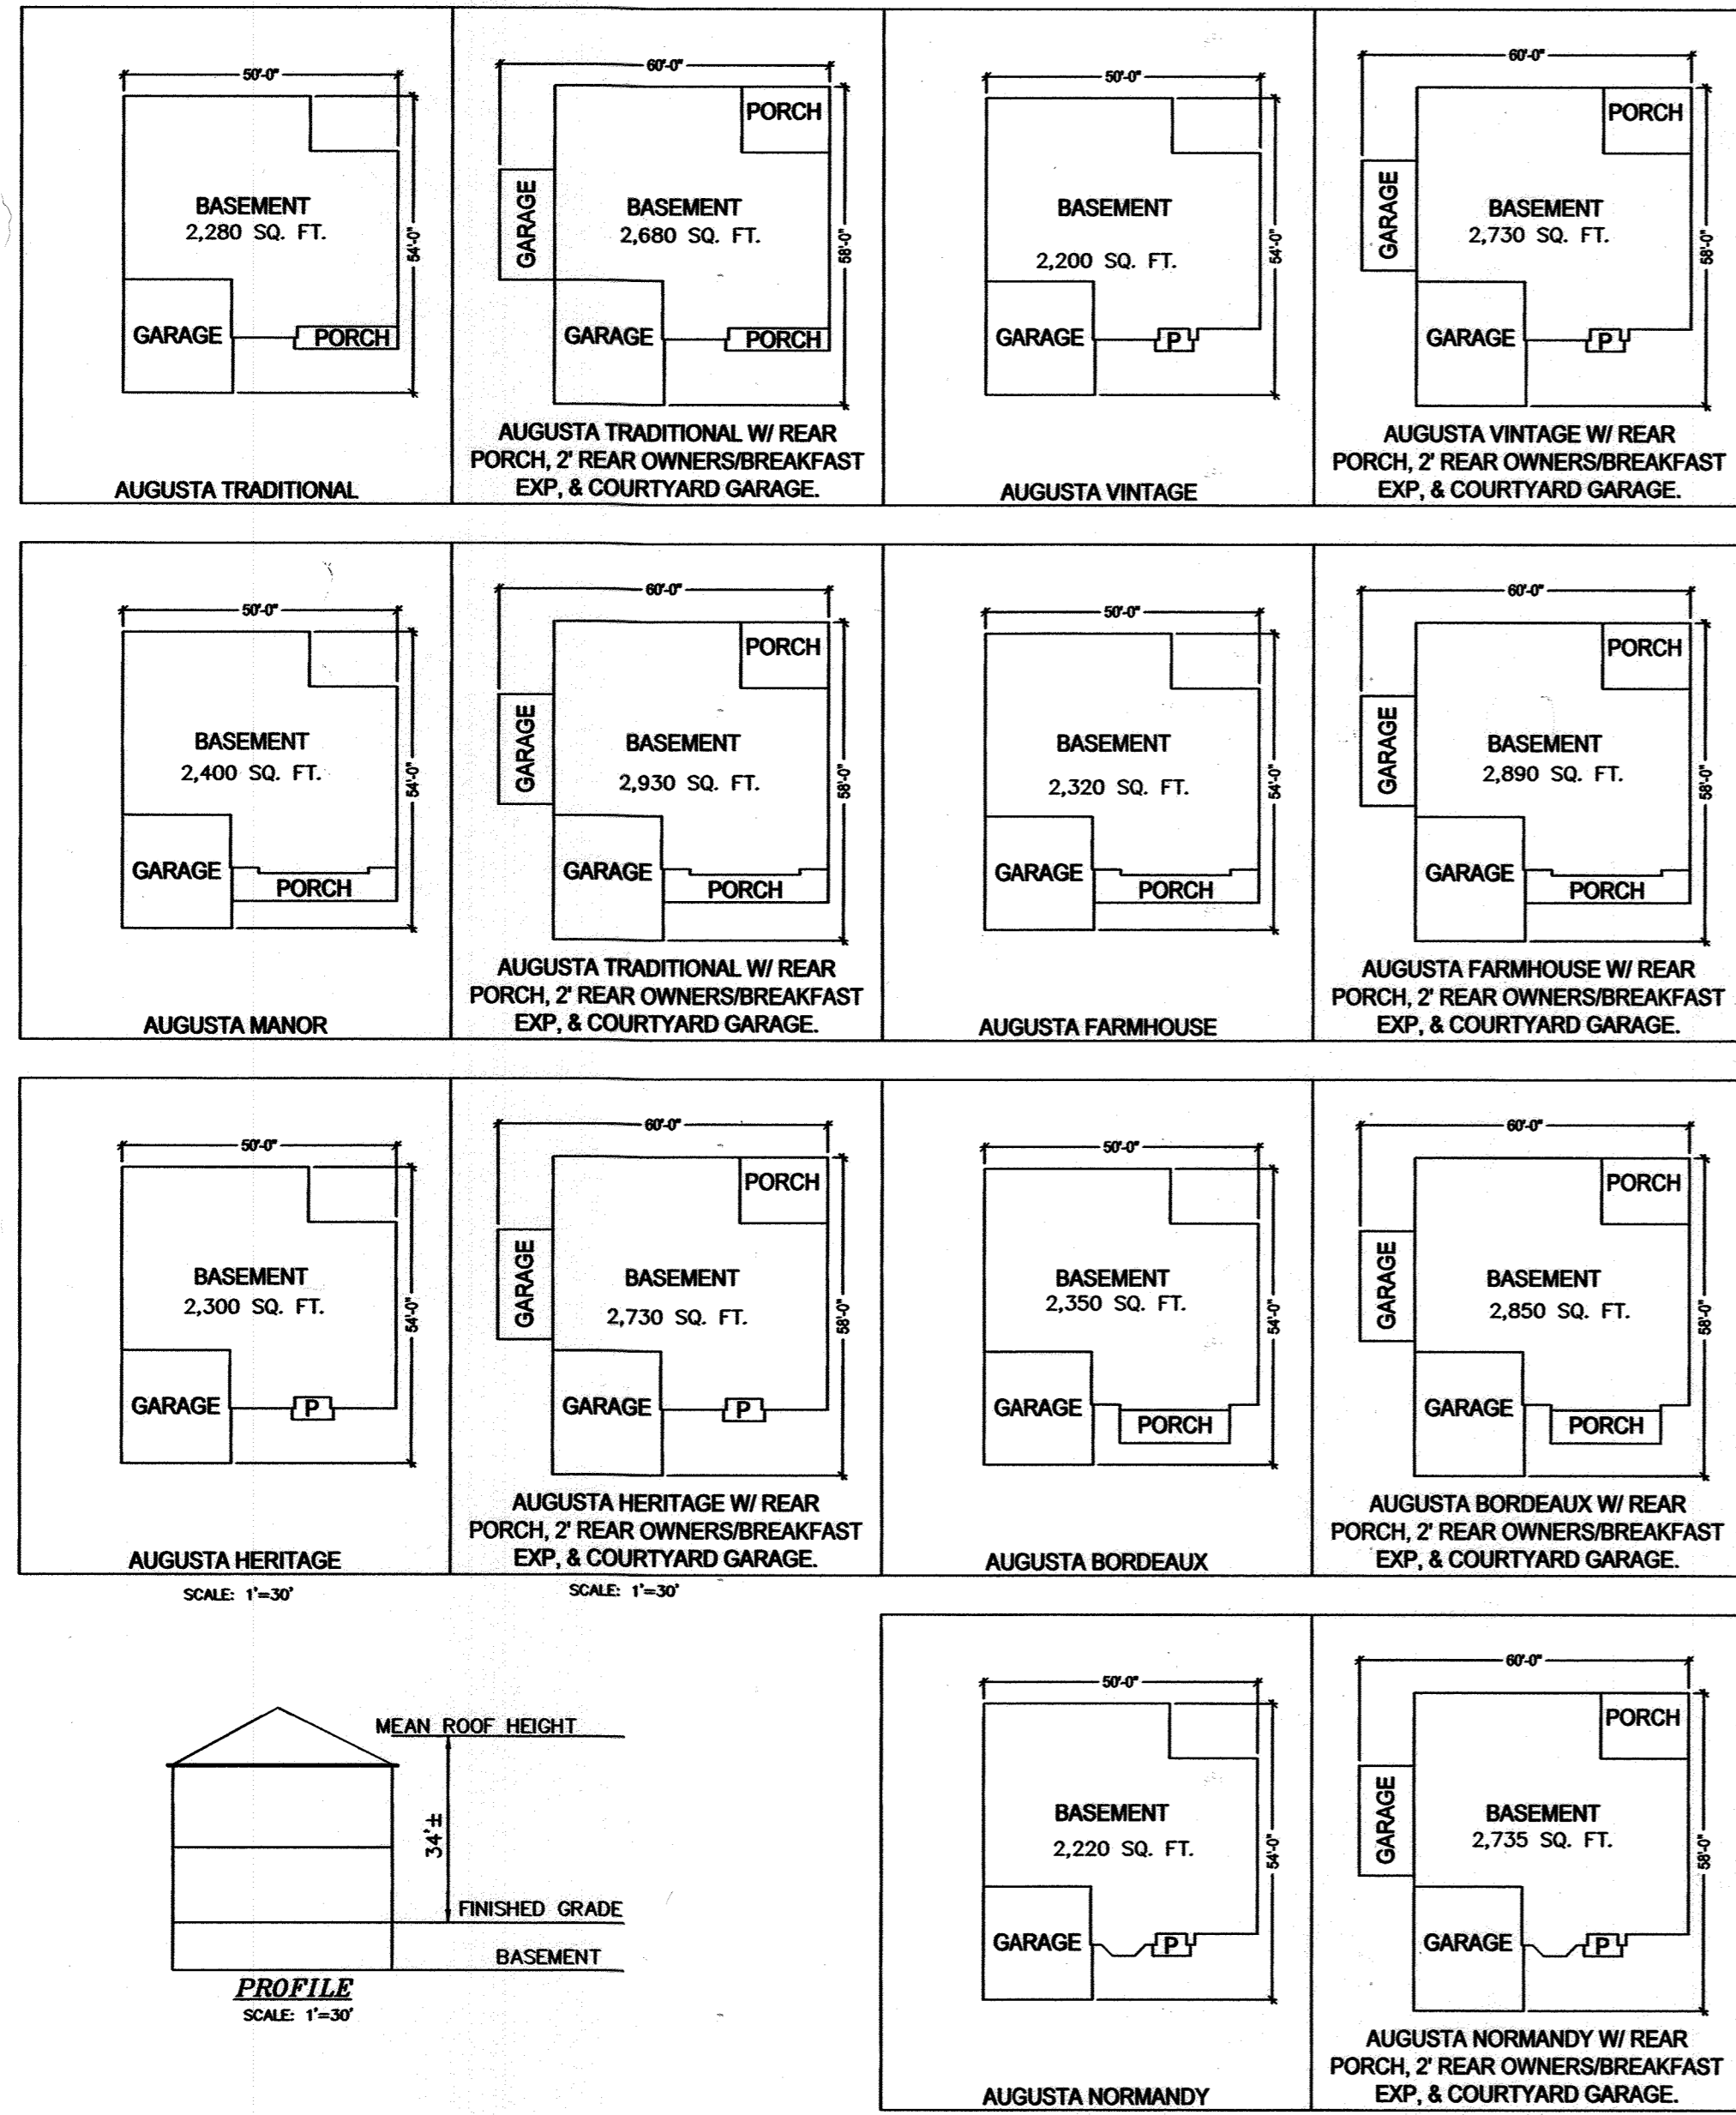 50'-0"
54'-0"
BASEMENT
2,280 SQ. FT.
GARAGE
PORCH
AUGUSTA TRADITIONAL
60'-0"
58'-0"
PORCH
GARAGE
BASEMENT
2,680 SQ. FT.
GARAGE
PORCH
AUGUSTA TRADITIONAL W/ REAR
PORCH, 2' REAR OWNERS/BREAKFAST
EXP, & COURTYARD GARAGE.
50'-0"
54'-0"
BASEMENT
2,200 SQ. FT.
GARAGE
P
AUGUSTA VINTAGE
60'-0"
58'-0"
PORCH
GARAGE
BASEMENT
2,730 SQ. FT.
GARAGE
P
AUGUSTA VINTAGE W/ REAR
PORCH, 2' REAR OWNERS/BREAKFAST
EXP, & COURTYARD GARAGE.
50'-0"
54'-0"
BASEMENT
2,400 SQ. FT.
GARAGE
PORCH
AUGUSTA MANOR
60'-0"
58'-0"
PORCH
GARAGE
BASEMENT
2,930 SQ. FT.
GARAGE
PORCH
AUGUSTA TRADITIONAL W/ REAR
PORCH, 2' REAR OWNERS/BREAKFAST
EXP, & COURTYARD GARAGE.
50'-0"
54'-0"
BASEMENT
2,320 SQ. FT.
GARAGE
PORCH
AUGUSTA FARMHOUSE
60'-0"
58'-0"
PORCH
GARAGE
BASEMENT
2,890 SQ. FT.
GARAGE
PORCH
AUGUSTA FARMHOUSE W/ REAR
PORCH, 2' REAR OWNERS/BREAKFAST
EXP, & COURTYARD GARAGE.
50'-0"
54'-0"
BASEMENT
2,300 SQ. FT.
GARAGE
P
AUGUSTA HERITAGE
SCALE: 1"=30'
60'-0"
58'-0"
PORCH
GARAGE
BASEMENT
2,730 SQ. FT.
GARAGE
P
AUGUSTA HERITAGE W/ REAR
PORCH, 2' REAR OWNERS/BREAKFAST
EXP, & COURTYARD GARAGE.
SCALE: 1"=30'
50'-0"
54'-0"
BASEMENT
2,350 SQ. FT.
GARAGE
PORCH
AUGUSTA BORDEAUX
60'-0"
58'-0"
PORCH
GARAGE
BASEMENT
2,850 SQ. FT.
GARAGE
PORCH
AUGUSTA BORDEAUX W/ REAR
PORCH, 2' REAR OWNERS/BREAKFAST
EXP, & COURTYARD GARAGE.
MEAN ROOF HEIGHT
34'±
FINISHED GRADE
BASEMENT
PROFILE
SCALE: 1"=30'
50'-0"
54'-0"
BASEMENT
2,220 SQ. FT.
GARAGE
P
AUGUSTA NORMANDY
60'-0"
58'-0"
PORCH
GARAGE
BASEMENT
2,735 SQ. FT.
GARAGE
P
AUGUSTA NORMANDY W/ REAR
PORCH, 2' REAR OWNERS/BREAKFAST
EXP, & COURTYARD GARAGE.